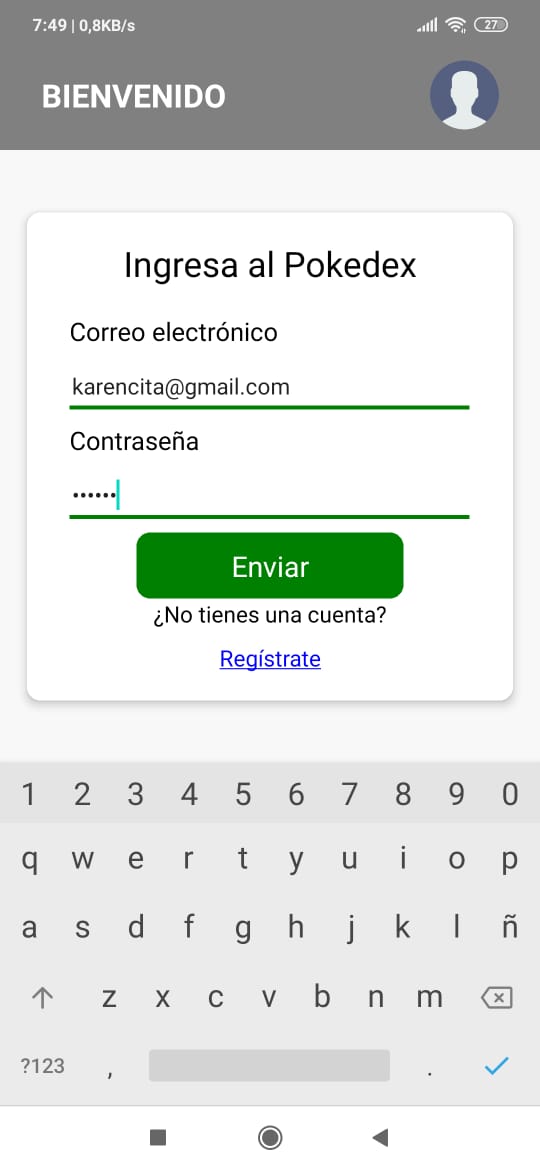 7:49 | 0,8KB/s
27
BIENVENIDO
Ingresa al Pokedex
Correo electrónico
karencita@gmail.com
Contraseña
••••••
Enviar
¿No tienes una cuenta?
Regístrate
1 2 3 4 5 6 7 8 9 0
q w e r t y u i o p
a s d f g h j k l ñ
z x c v b n m
?123 , .